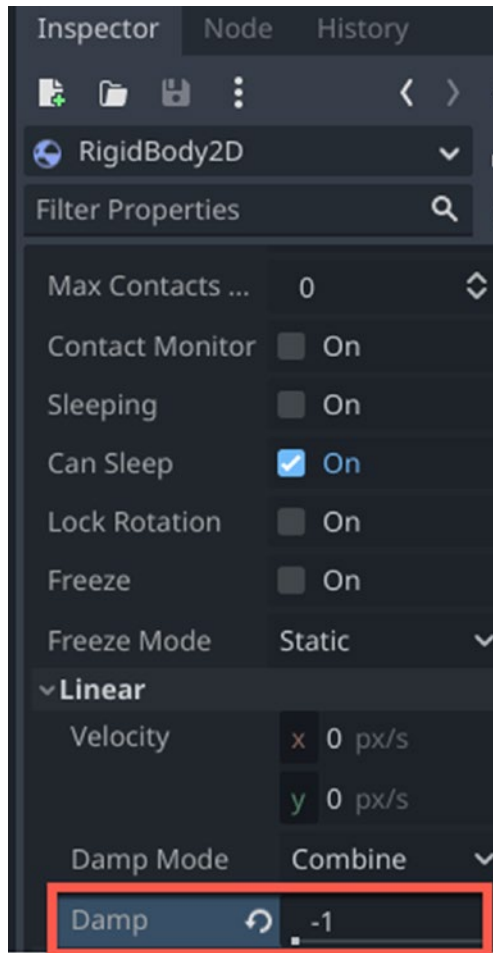 Inspector Node History
RigidBody2D
Filter Properties
Max Contacts ... 0
Contact Monitor On
Sleeping On
Can Sleep On
Lock Rotation On
Freeze On
Freeze Mode Static
Linear
Velocity x 0 px/s
y 0 px/s
Damp Mode Combine
Damp -1